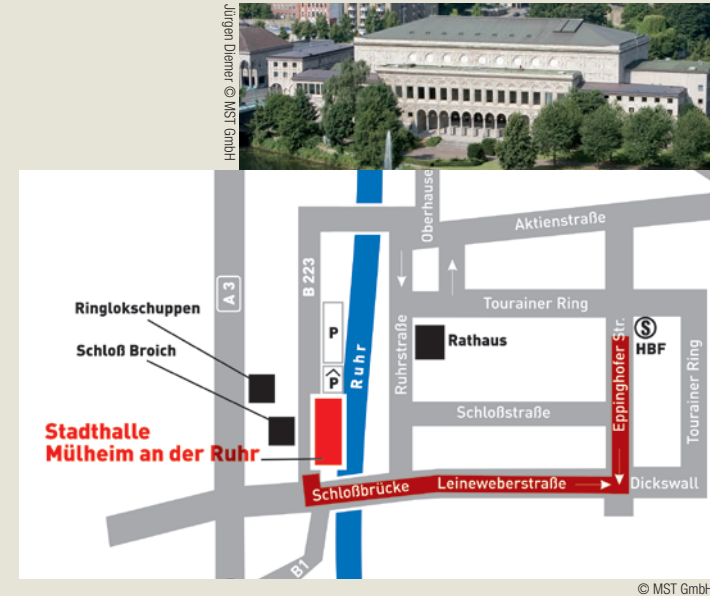 Jürgen Diemer © MST GmbH
Oberhause
Aktienstraße
A 3
B 223
Ringlokschuppen
Tourainer Ring
P
Ruhr
Ruhrstraße
Rathaus
Eppinghofer Str.
S
HBF
Schloß Broich
P
Tourainer Ring
Schloßstraße
Stadthalle
Mülheim an der Ruhr
Schloßbrücke
Leineweberstraße
Dickswall
B1
© MST GmbH